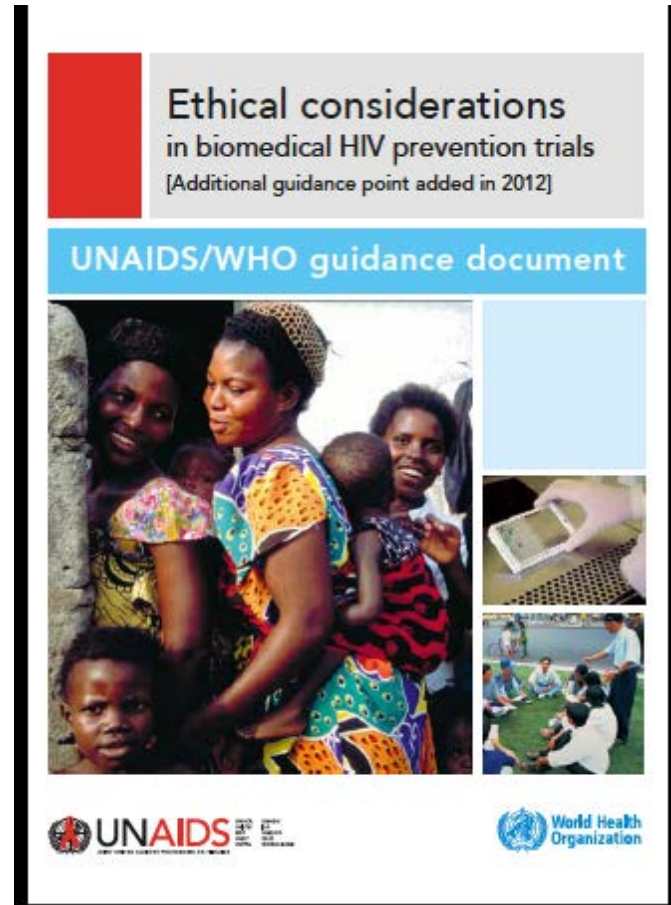 Ethical considerations
in biomedical HIV prevention trials
[Additional guidance point added in 2012]
UNAIDS/WHO guidance document
UNAIDS
World Health
Organization